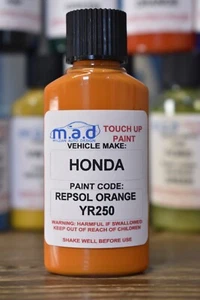 m.a.d
TOUCH UP
PAINT
VEHICLE MAKE:
HONDA
PAINT CODE:
REPSOL ORANGE
YR250
WARNING: HARMFUL IF SWALLOWED
KEEP OUT OF REACH OF CHILDREN
SHAKE WELL BEFORE USE